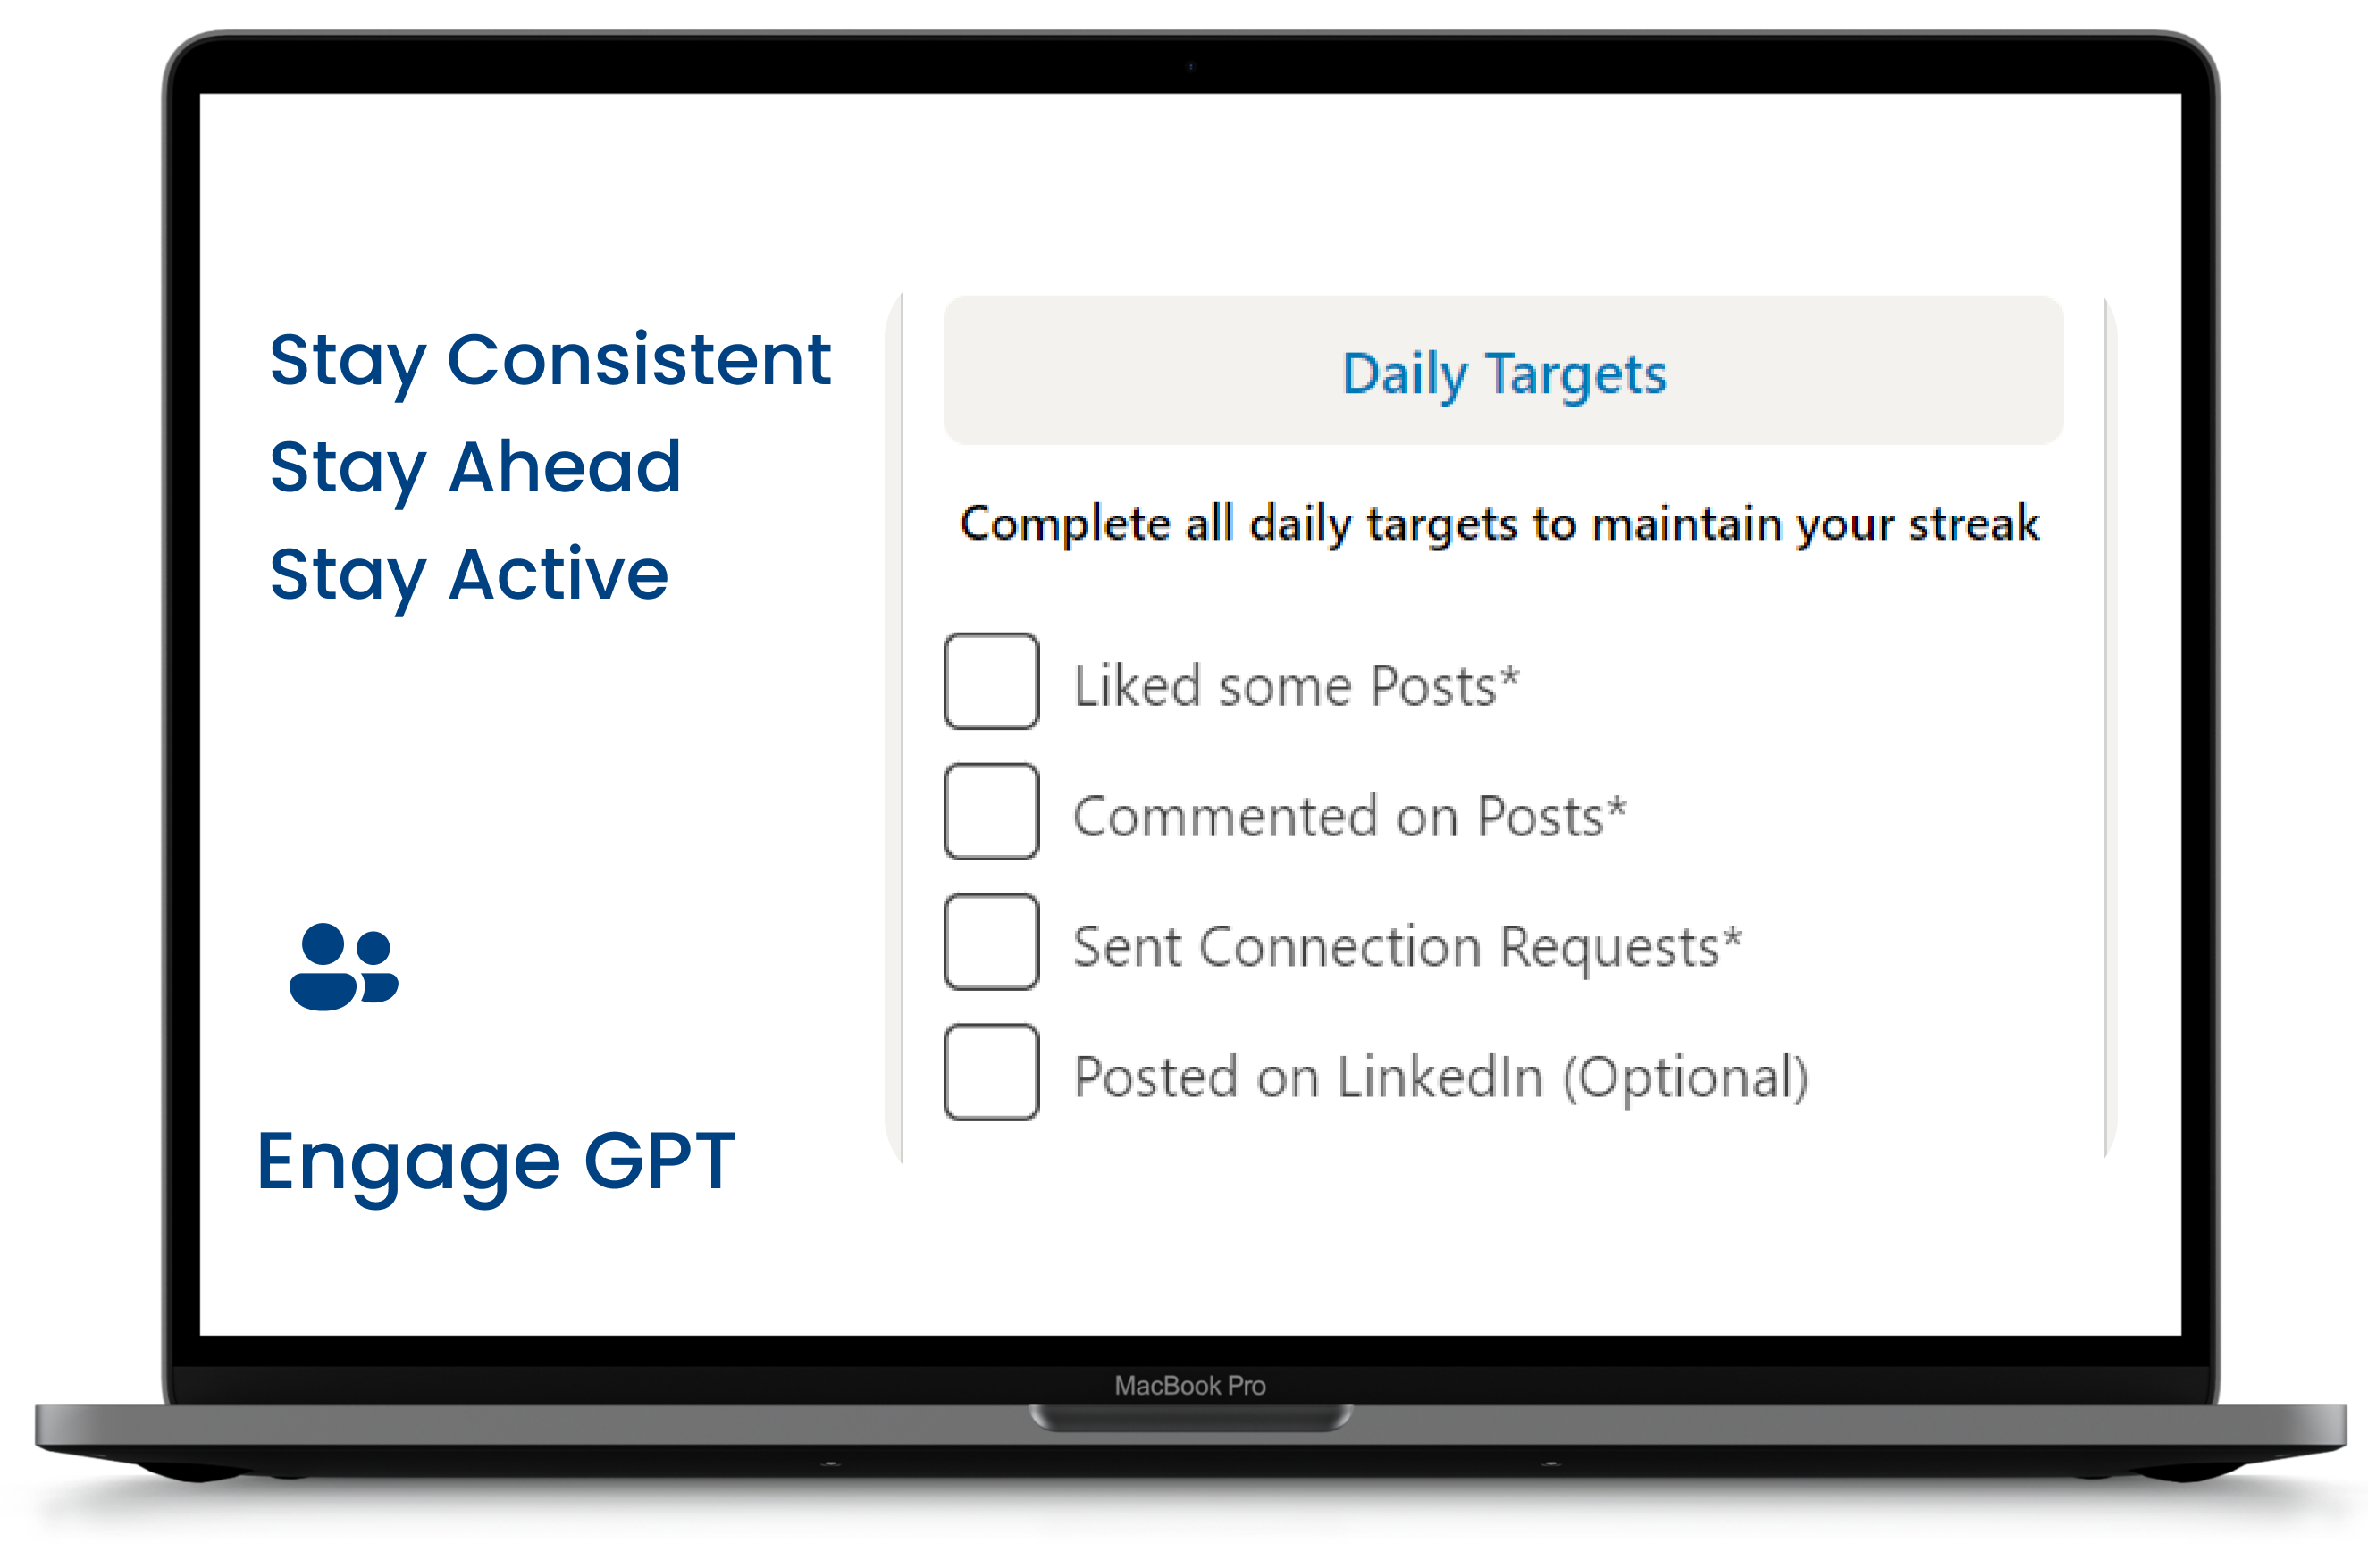 Stay Consistent
Stay Ahead
Stay Active
Engage GPT
Daily Targets
Complete all daily targets to maintain your streak
Liked some Posts*
Commented on Posts*
Sent Connection Requests*
Posted on LinkedIn (Optional)
MacBook Pro